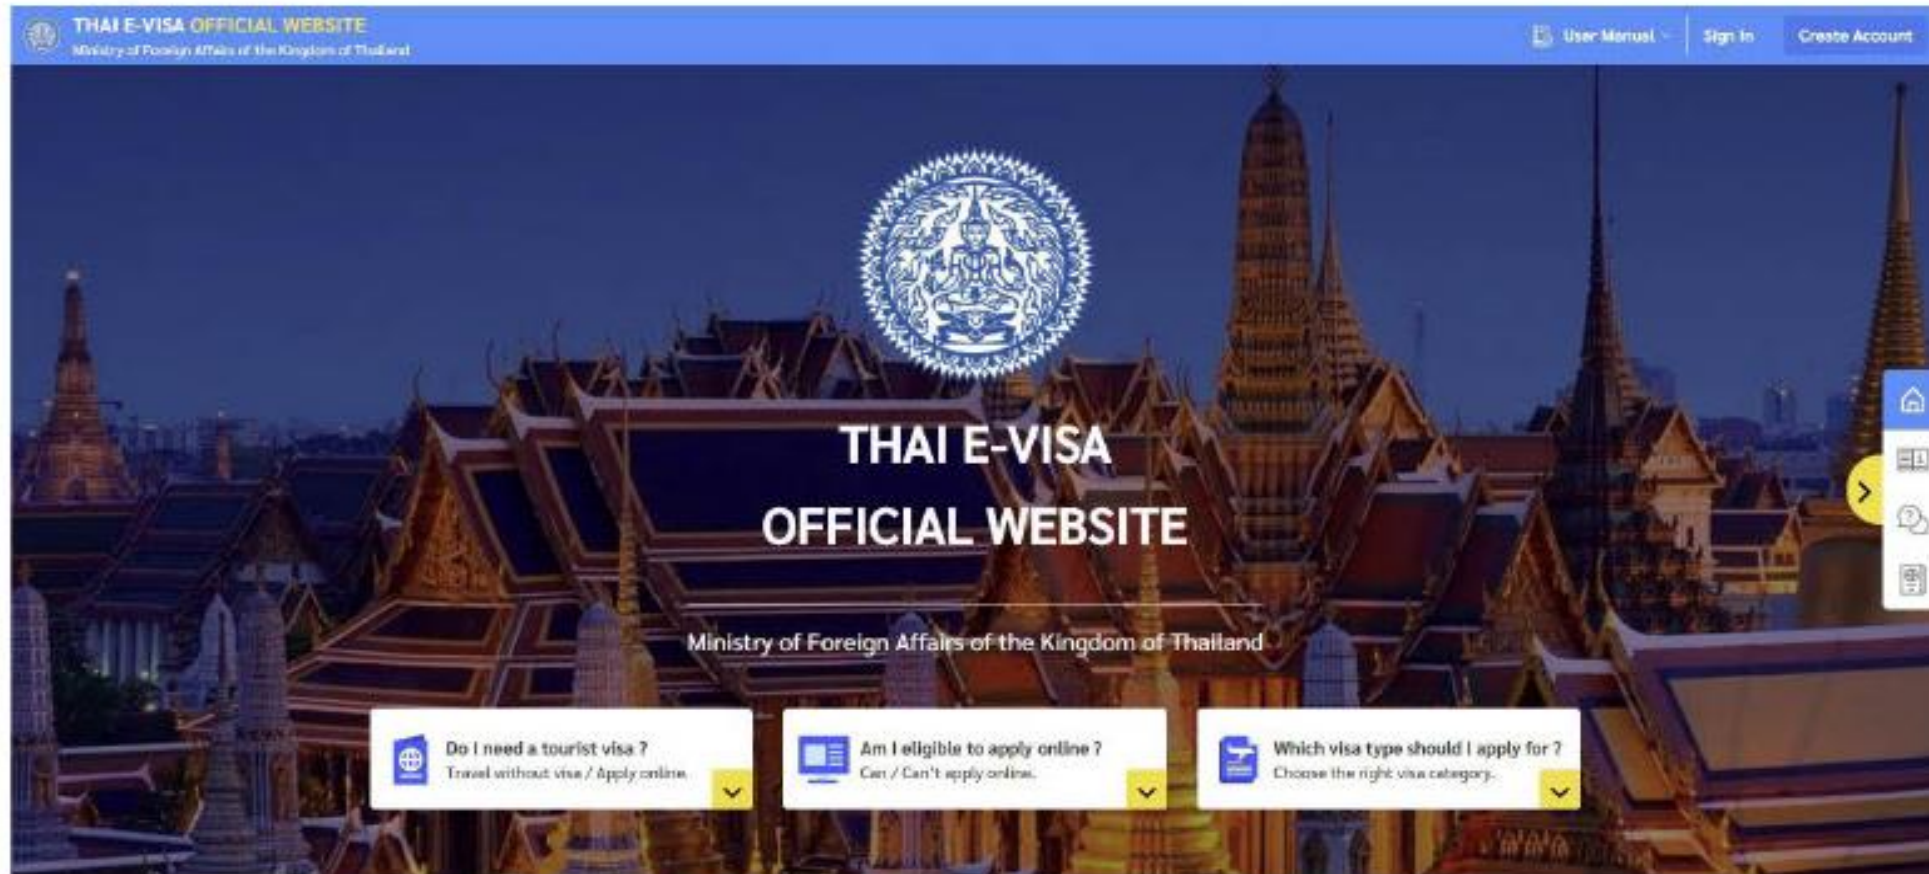 THAI E-VISA OFFICIAL WEBSITE
Ministry of Foreign Affairs of the Kingdom of Thailand
User Manual
Sign In
Create Account
THAI E-VISA
OFFICIAL WEBSITE
Ministry of Foreign Affairs of the Kingdom of Thailand
Do I need a tourist visa ?
Travel without visa / Apply online.
Am I eligible to apply online ?
Can / Can't apply online.
Which visa type should I apply for ?
Choose the right visa category.